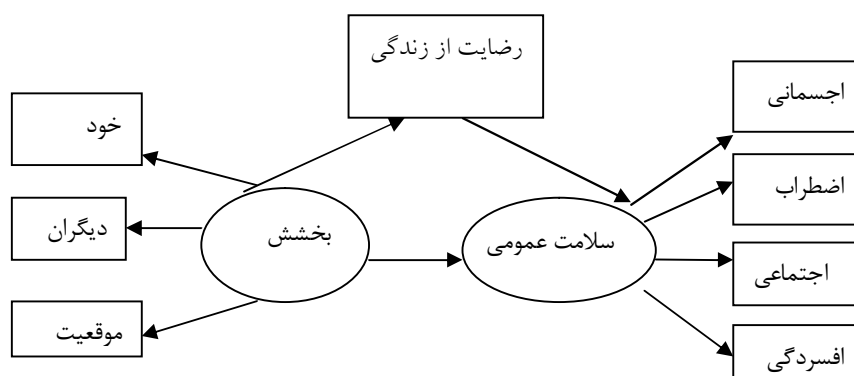 رضایت از زندگی
اجسمانی
خود
اضطراب
دیگران
بخشش
سلامت عمومی
اجتماعی
موقعیت
افسردگی